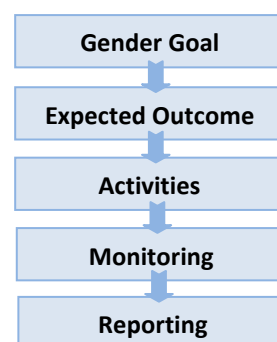 Gender Goal
Expected Outcome
Activities
Monitoring
Reporting